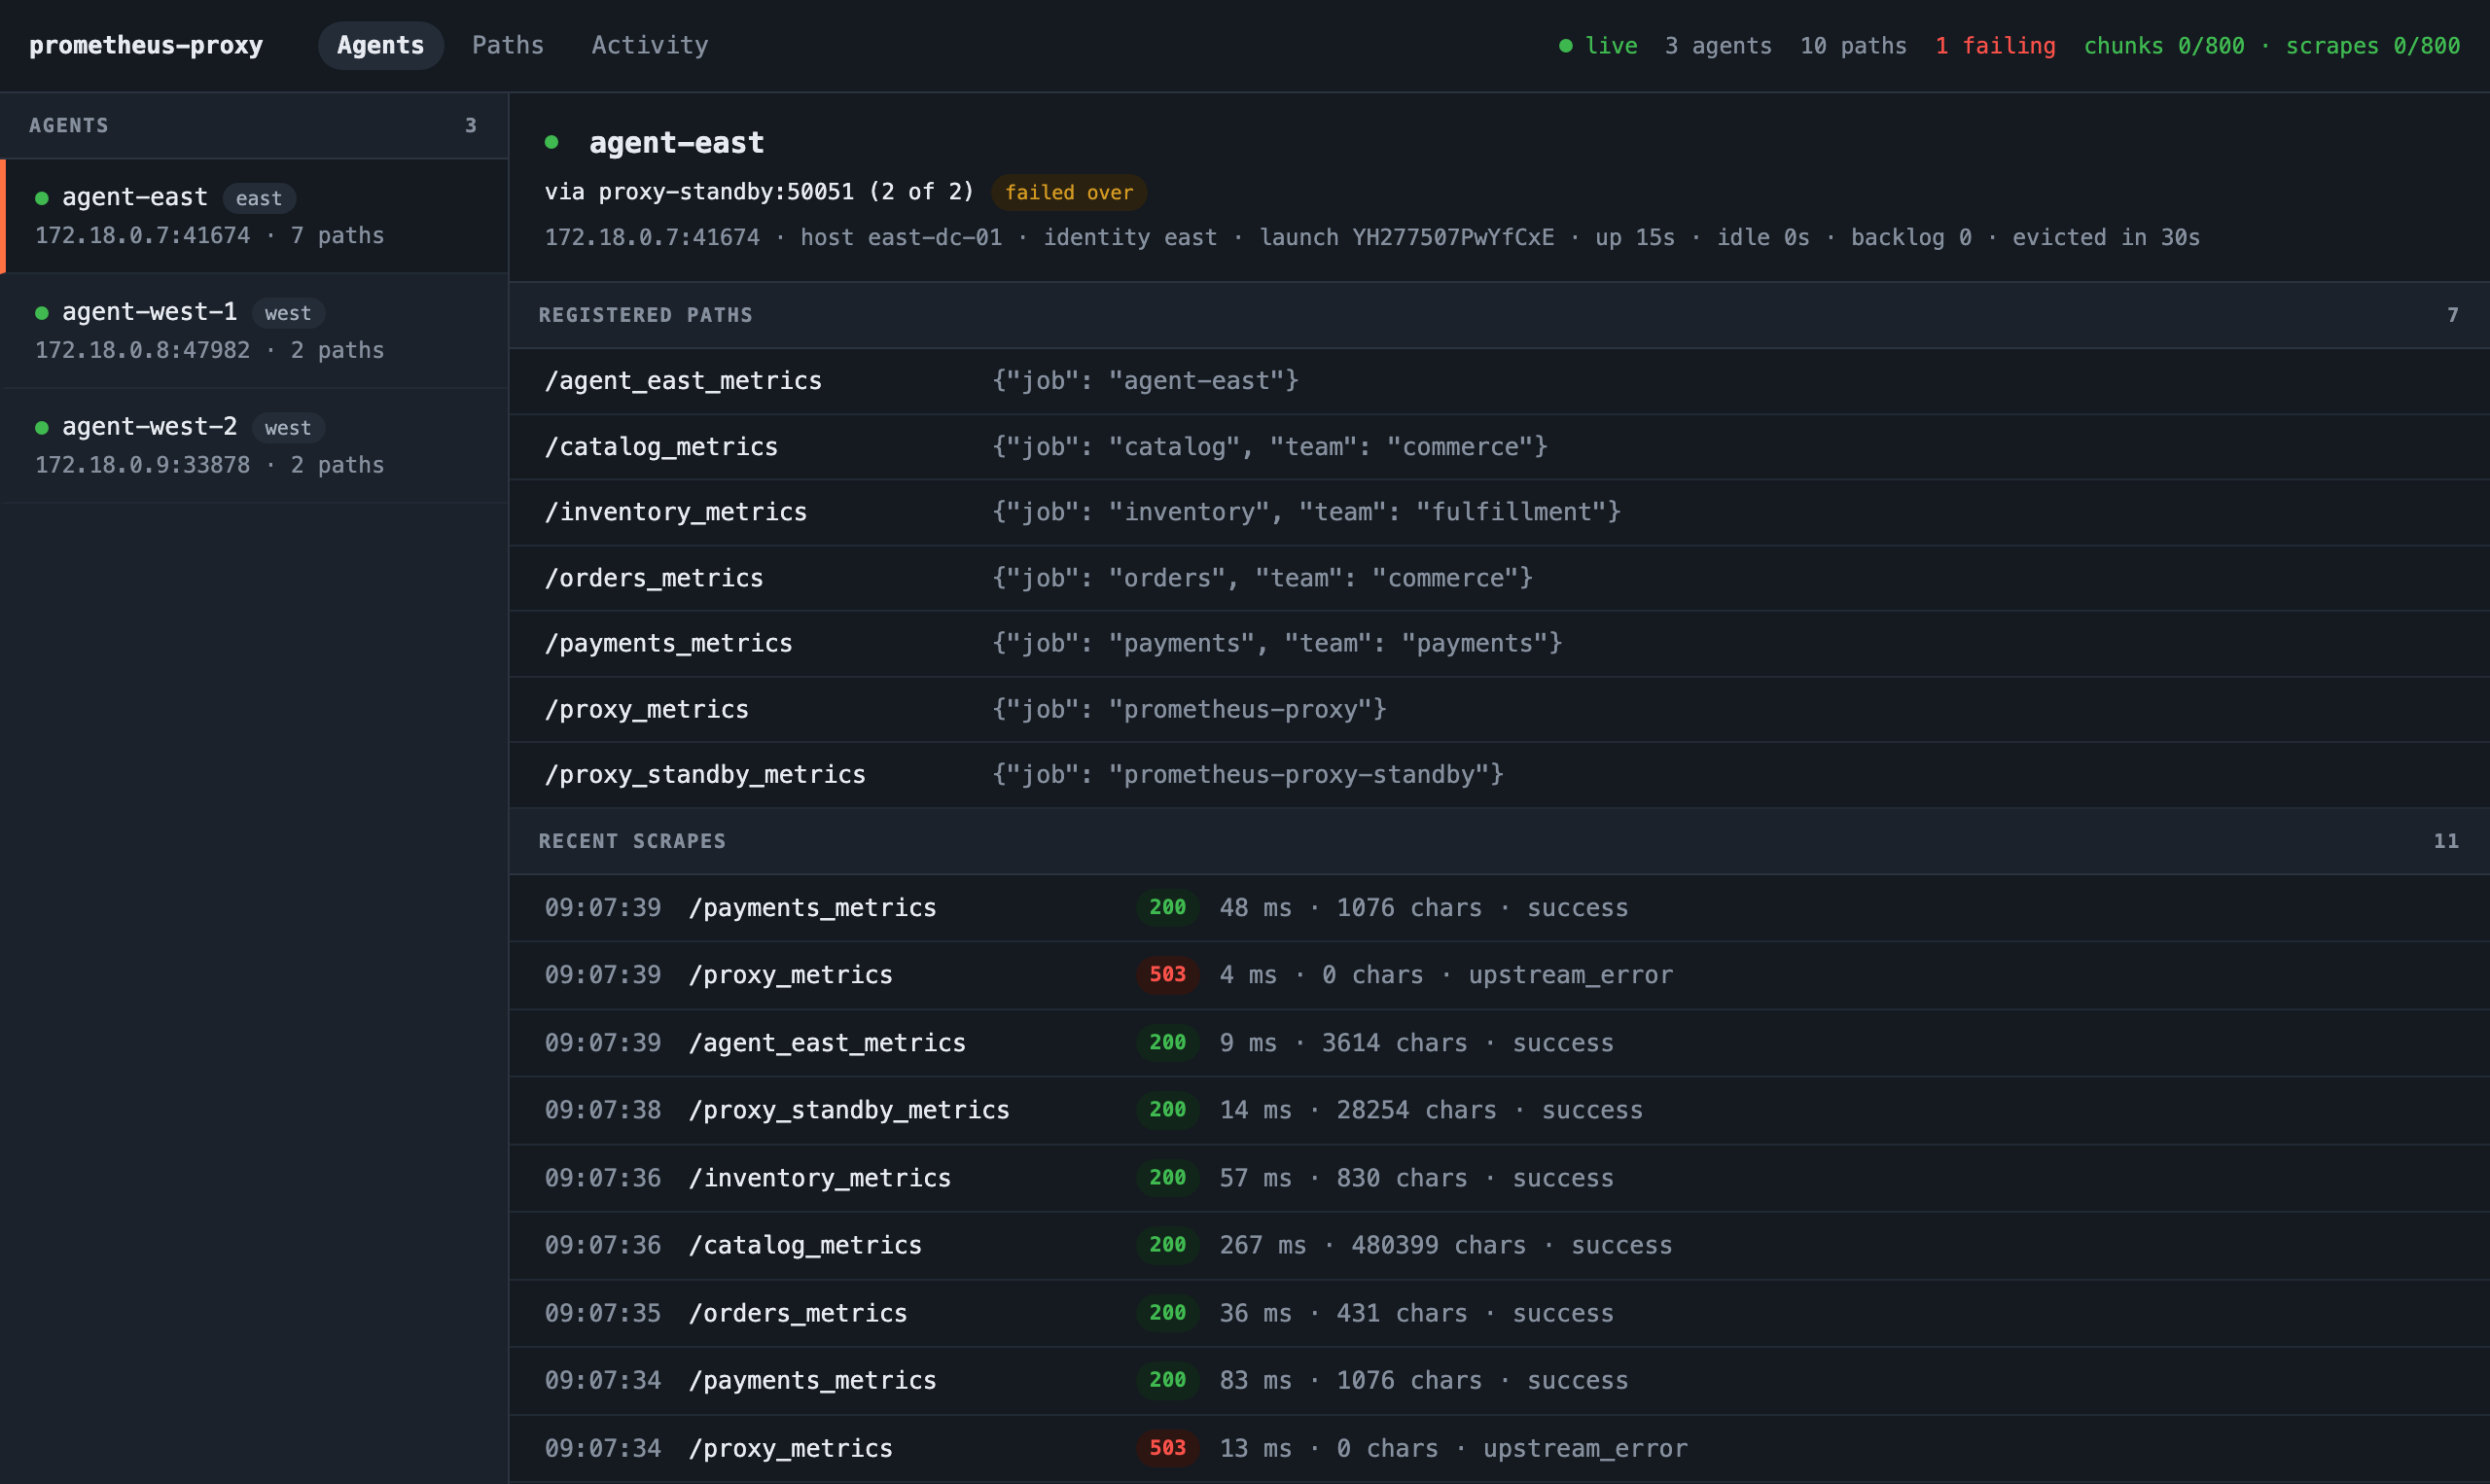 prometheus-proxy Agents Paths Activity live 3 agents 10 paths 1 failing chunks 0/800 · scrapes 0/800
AGENTS 3
agent-east east
172.18.0.7:41674 · 7 paths
agent-west-1 west
172.18.0.8:47982 · 2 paths
agent-west-2 west
172.18.0.9:33878 · 2 paths
agent-east
via proxy-standby:50051 (2 of 2) failed over
172.18.0.7:41674 · host east-dc-01 · identity east · launch YH277507PwYfCxE · up 15s · idle 0s · backlog 0 · evicted in 30s
REGISTERED PATHS 7
/agent_east_metrics {"job": "agent-east"}
/catalog_metrics {"job": "catalog", "team": "commerce"}
/inventory_metrics {"job": "inventory", "team": "fulfillment"}
/orders_metrics {"job": "orders", "team": "commerce"}
/payments_metrics {"job": "payments", "team": "payments"}
/proxy_metrics {"job": "prometheus-proxy"}
/proxy_standby_metrics {"job": "prometheus-proxy-standby"}
RECENT SCRAPES 11
09:07:39 /payments_metrics 200 48 ms · 1076 chars · success
09:07:39 /proxy_metrics 503 4 ms · 0 chars · upstream_error
09:07:39 /agent_east_metrics 200 9 ms · 3614 chars · success
09:07:38 /proxy_standby_metrics 200 14 ms · 28254 chars · success
09:07:36 /inventory_metrics 200 57 ms · 830 chars · success
09:07:36 /catalog_metrics 200 267 ms · 480399 chars · success
09:07:35 /orders_metrics 200 36 ms · 431 chars · success
09:07:34 /payments_metrics 200 83 ms · 1076 chars · success
09:07:34 /proxy_metrics 503 13 ms · 0 chars · upstream_error